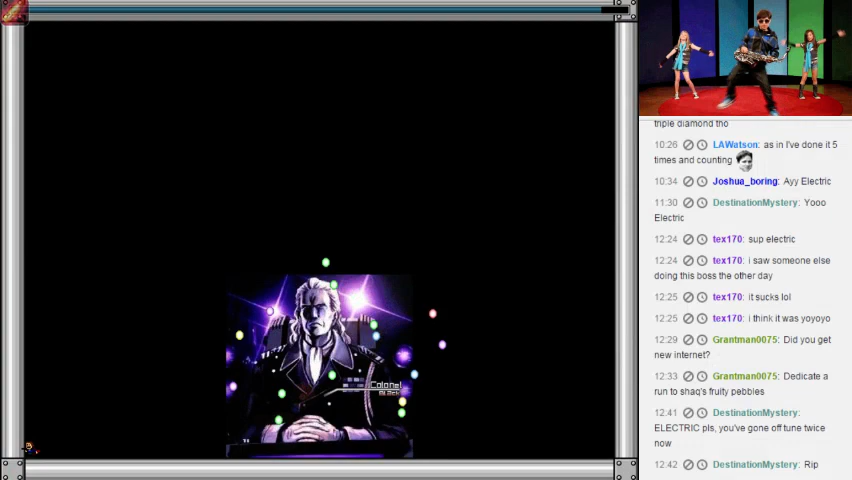 triple diamond tho
10:26 LAWatson: as in I've done it 5
times and counting
10:34 Joshua_boring: Ayy Electric
11:30 DestinationMystery: Yooo
Electric
12:24 tex170: sup electric
12:24 tex170: i saw someone else
doing this boss the other day
12:25 tex170: it sucks lol
12:25 tex170: i think it was yoyoyo
12:29 Grantman0075: Did you get
new internet?
12:33 Grantman0075: Dedicate a
run to shaq's fruity pebbles
12:41 DestinationMystery:
ELECTRIC pls, you've gone off tune twice
now
12:42 DestinationMystery: Rip
Colonel
BLACK